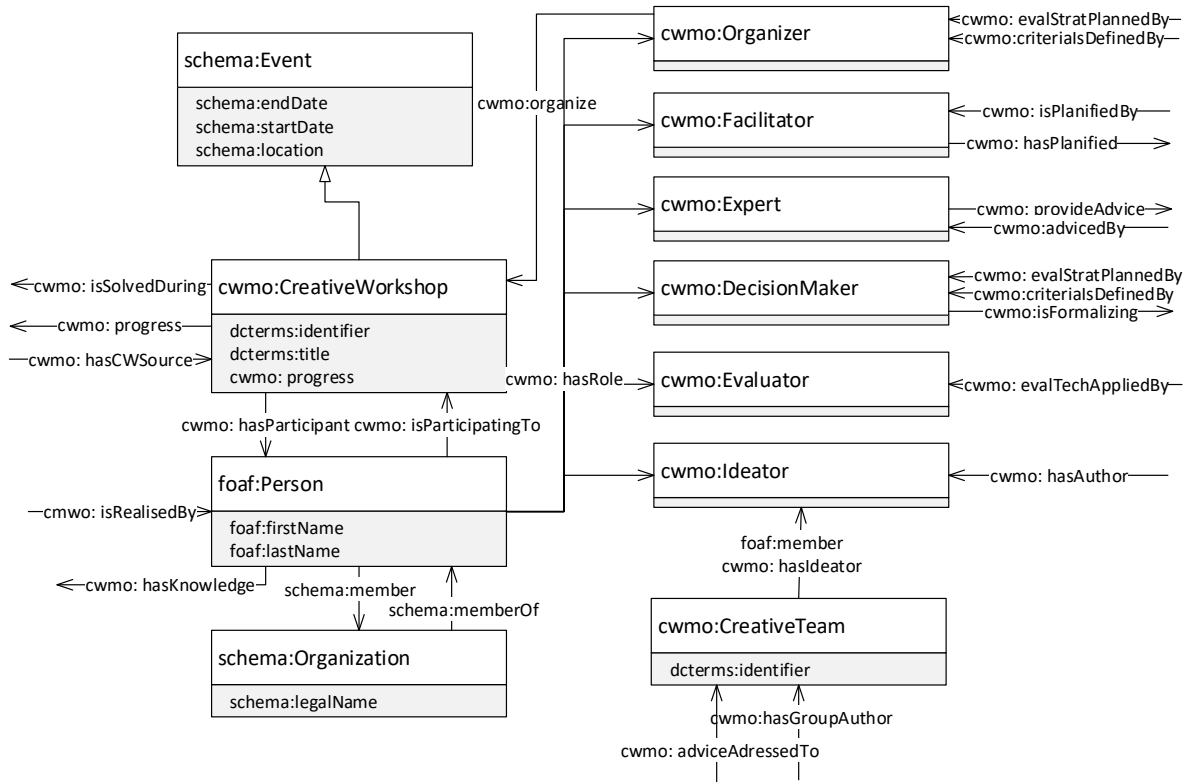 schema:Event
schema:endDate
schema:startDate
schema:location
cwmo:organize
cwmo:Organizer
cwmo: evalStratPlannedBy
cwmo:criteriaIsDefinedBy
cwmo:Facilitator
cwmo: isPlanifiedBy
cwmo: hasPlanified
cwmo:Expert
cwmo: provideAdvice
cwmo:advicedBy
cwmo: isSolvedDuring
cwmo: progress
cwmo: hasCWSource
cwmo:CreativeWorkshop
dcterms:identifier
dcterms:title
cwmo: progress
cwmo:DecisionMaker
cwmo: evalStratPlannedBy
cwmo:criteriaIsDefinedBy
cwmo:isFormalizing
cwmo: hasRole
cwmo:Evaluator
cwmo: evalTechAppliedBy
cwmo: hasParticipant
cwmo: isParticipatingTo
cwmo:Ideator
cwmo: hasAuthor
foaf:Person
foaf:firstName
foaf:lastName
cmwo: isRealisedBy
cwmo: hasKnowledge
schema:member
schema:memberOf
foaf:member
cwmo: hasIdeator
schema:Organization
schema:legalName
cwmo:CreativeTeam
dcterms:identifier
cwmo:hasGroupAuthor
cwmo: adviceAdressedTo